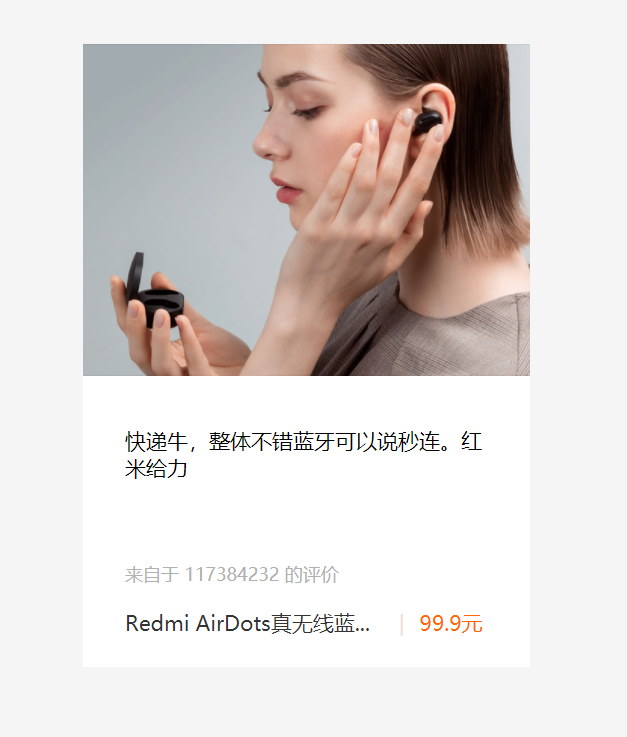 快递牛，整体不错蓝牙可以说秒连。红
米给力
来自于 117384232 的评价
Redmi AirDots真无线蓝... | 99.9元